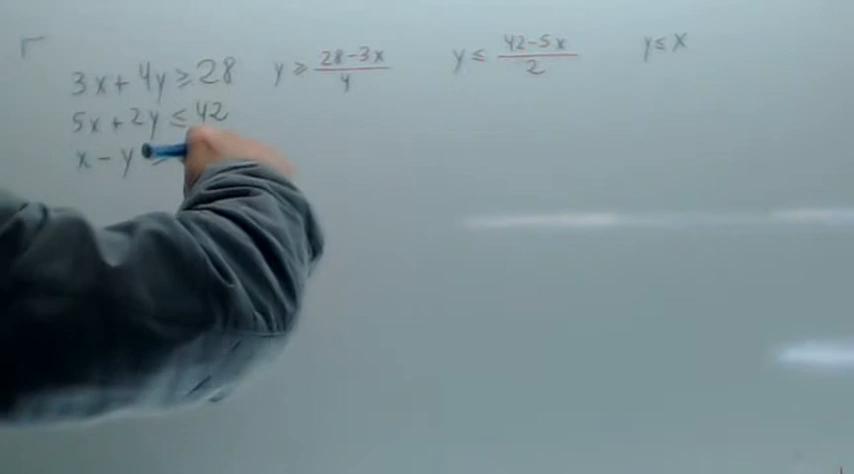 3x + 4y ≥ 28 y ≥ (28-3x)/4 y ≤ (42-5x)/2 y ≤ x
5x + 2y ≤ 42
x - y